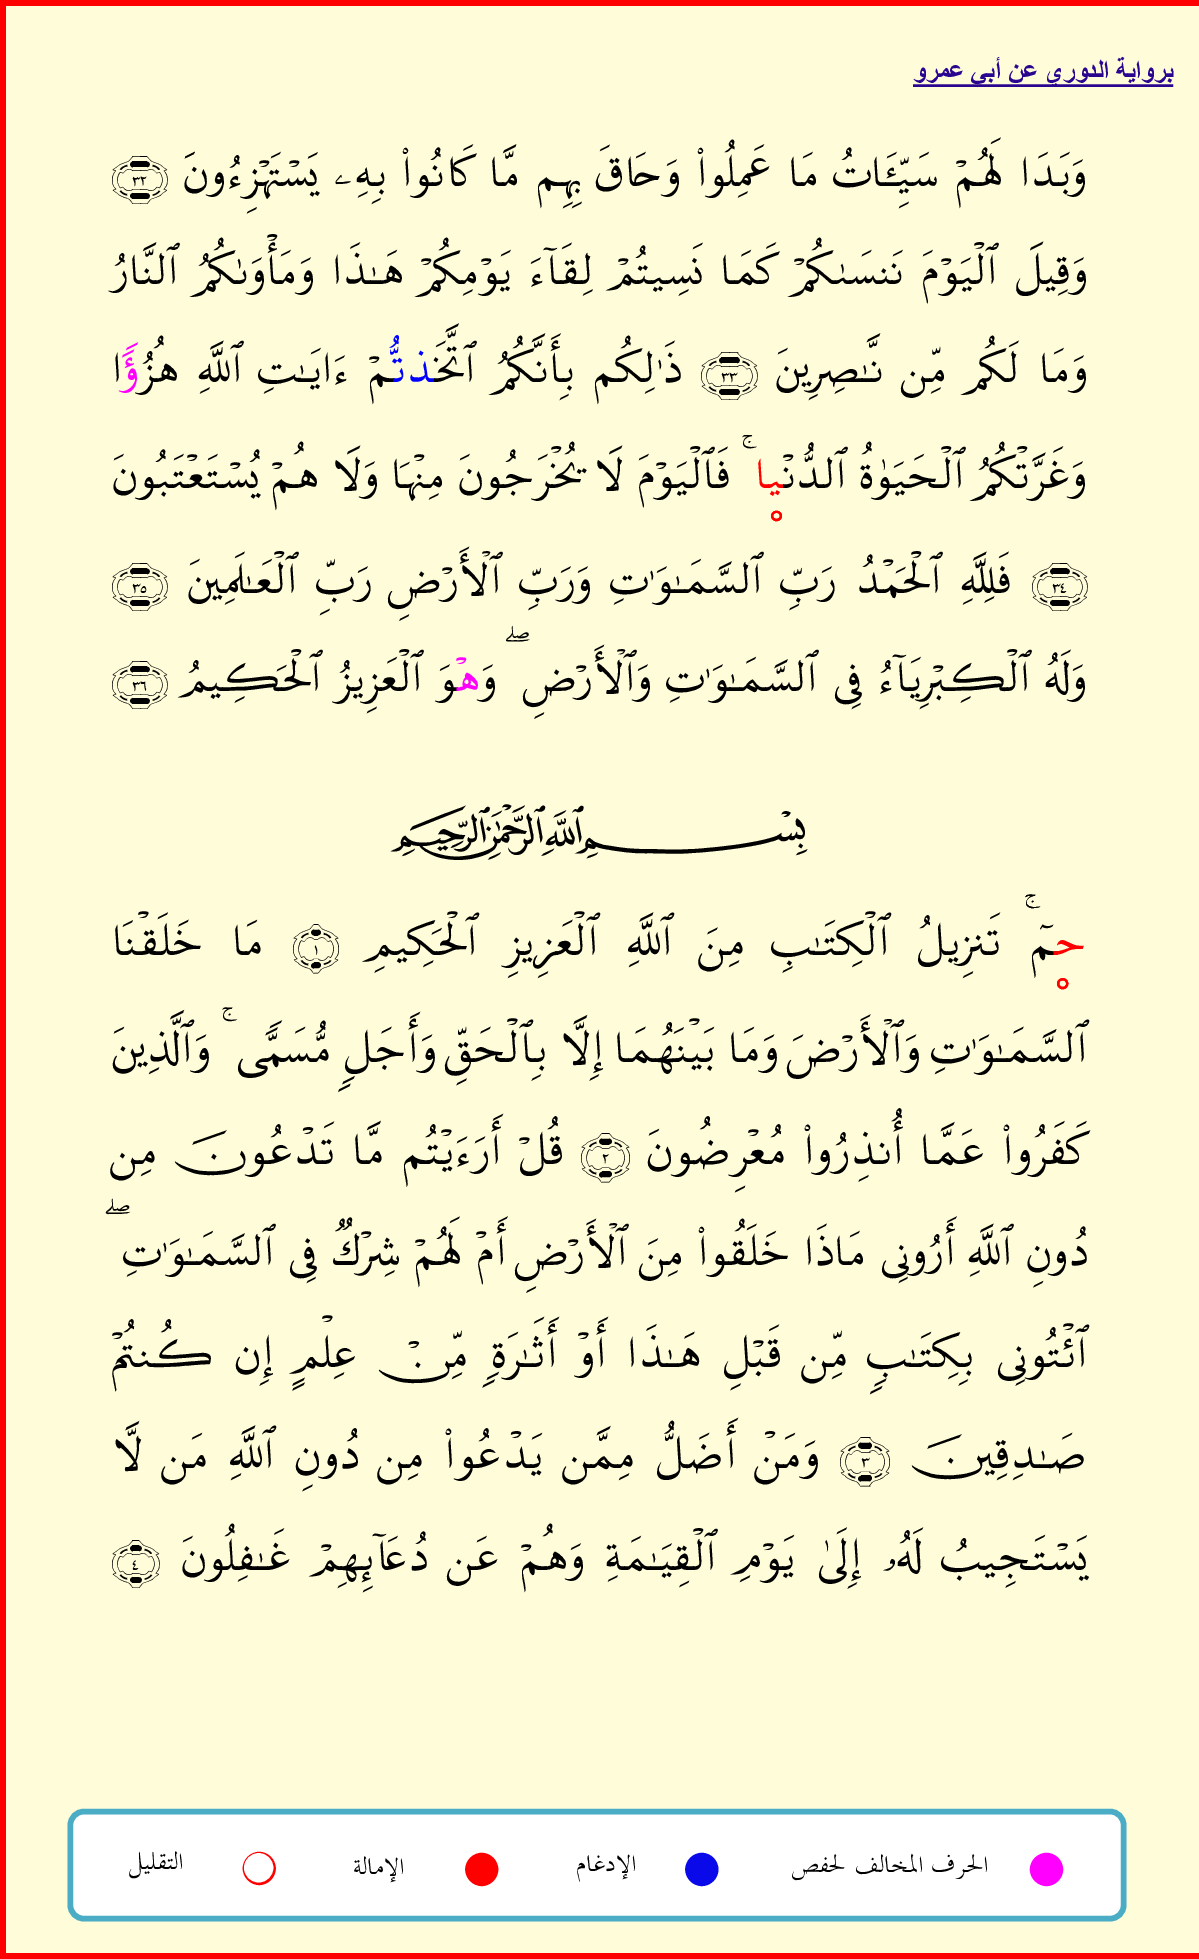 برواية الدوري عن أبي عمرو
وَبَدَا لَهُمْ سَيِّـَٔاتُ مَا عَمِلُوا۟ وَحَاقَ بِهِم مَّا كَانُوا۟ بِهِۦ يَسْتَهْزِءُونَ ٣٢
وَقِيلَ ٱلْيَوْمَ نَنسَىٰكُمْ كَمَا نَسِيتُمْ لِقَآءَ يَوْمِكُمْ هَـٰذَا وَمَأْوَىٰكُمُ ٱلنَّارُ
وَمَا لَكُم مِّن نَّـٰصِرِينَ ٣٣ ذَٰلِكُم بِأَنَّكُمُ ٱتَّخَذتُّمْ ءَايَـٰتِ ٱللَّهِ هُزُؤًا
وَغَرَّتْكُمُ ٱلْحَيَوٰةُ ٱلدُّنْيا ۚ فَٱلْيَوْمَ لَا يُخْرَجُونَ مِنْهَا وَلَا هُمْ يُسْتَعْتَبُونَ
٣٤ فَلِلَّهِ ٱلْحَمْدُ رَبِّ ٱلسَّمَـٰوَٰتِ وَرَبِّ ٱلْأَرْضِ رَبِّ ٱلْعَـٰلَمِينَ ٣٥
وَلَهُ ٱلْكِبْرِيَآءُ فِى ٱلسَّمَـٰوَٰتِ وَٱلْأَرْضِ ۖ وَهْوَ ٱلْعَزِيزُ ٱلْحَكِيمُ ٣٦
بِسْمِ ٱللَّهِ ٱلرَّحْمَـٰنِ ٱلرَّحِيمِ
حمٓ ۚ تَنزِيلُ ٱلْكِتَـٰبِ مِنَ ٱللَّهِ ٱلْعَزِيزِ ٱلْحَكِيمِ ١ مَا خَلَقْنَا
ٱلسَّمَـٰوَٰتِ وَٱلْأَرْضَ وَمَا بَيْنَهُمَا إِلَّا بِٱلْحَقِّ وَأَجَلٍ مُّسَمًّى ۚ وَٱلَّذِينَ
كَفَرُوا۟ عَمَّا أُنذِرُوا۟ مُعْرِضُونَ ٢ قُلْ أَرَءَيْتُم مَّا تَدْعُونَ مِن
دُونِ ٱللَّهِ أَرُونِى مَاذَا خَلَقُوا۟ مِنَ ٱلْأَرْضِ أَمْ لَهُمْ شِرْكٌ فِى ٱلسَّمَـٰوَٰتِ ۖ
ٱئْتُونِى بِكِتَـٰبٍ مِّن قَبْلِ هَـٰذَا أَوْ أَثَـٰرَةٍ مِّنْ عِلْمٍ إِن كُنتُمْ
صَـٰدِقِينَ ٣ وَمَنْ أَضَلُّ مِمَّن يَدْعُوا۟ مِن دُونِ ٱللَّهِ مَن لَّا
يَسْتَجِيبُ لَهُۥ إِلَىٰ يَوْمِ ٱلْقِيَـٰمَةِ وَهُمْ عَن دُعَآئِهِمْ غَـٰفِلُونَ ٤
الحرف المخالف لحفص الإدغام الإمالة التقليل